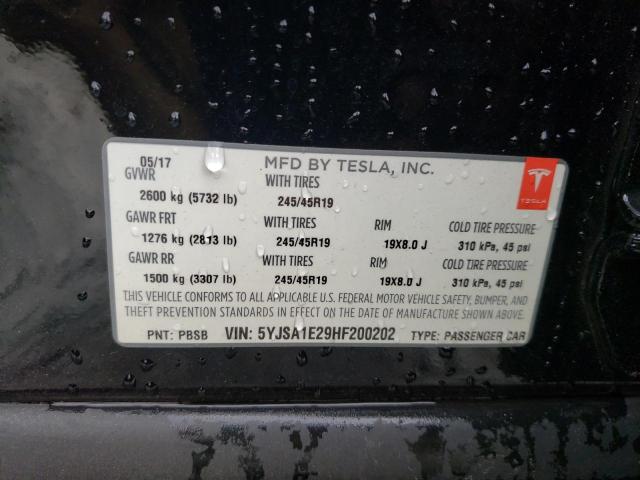 05/17 MFD BY TESLA, INC.
GVWR WITH TIRES
2600 kg (5732 lb) 245/45R19
GAWR FRT WITH TIRES RIM COLD TIRE PRESSURE
1276 kg (2813 lb) 245/45R19 19X8.0 J 310 kPa, 45 psi
GAWR RR WITH TIRES RIM COLD TIRE PRESSURE
1500 kg (3307 lb) 245/45R19 19X8.0 J 310 kPa, 45 psi
THIS VEHICLE CONFORMS TO ALL APPLICABLE U.S. FEDERAL MOTOR VEHICLE SAFETY, BUMPER, AND
THEFT PREVENTION STANDARDS IN EFFECT ON THE DATE OF MANUFACTURE SHOWN ABOVE.
PNT: PBSB VIN: 5YJSA1E29HF200202 TYPE: PASSENGER CAR
TESLA